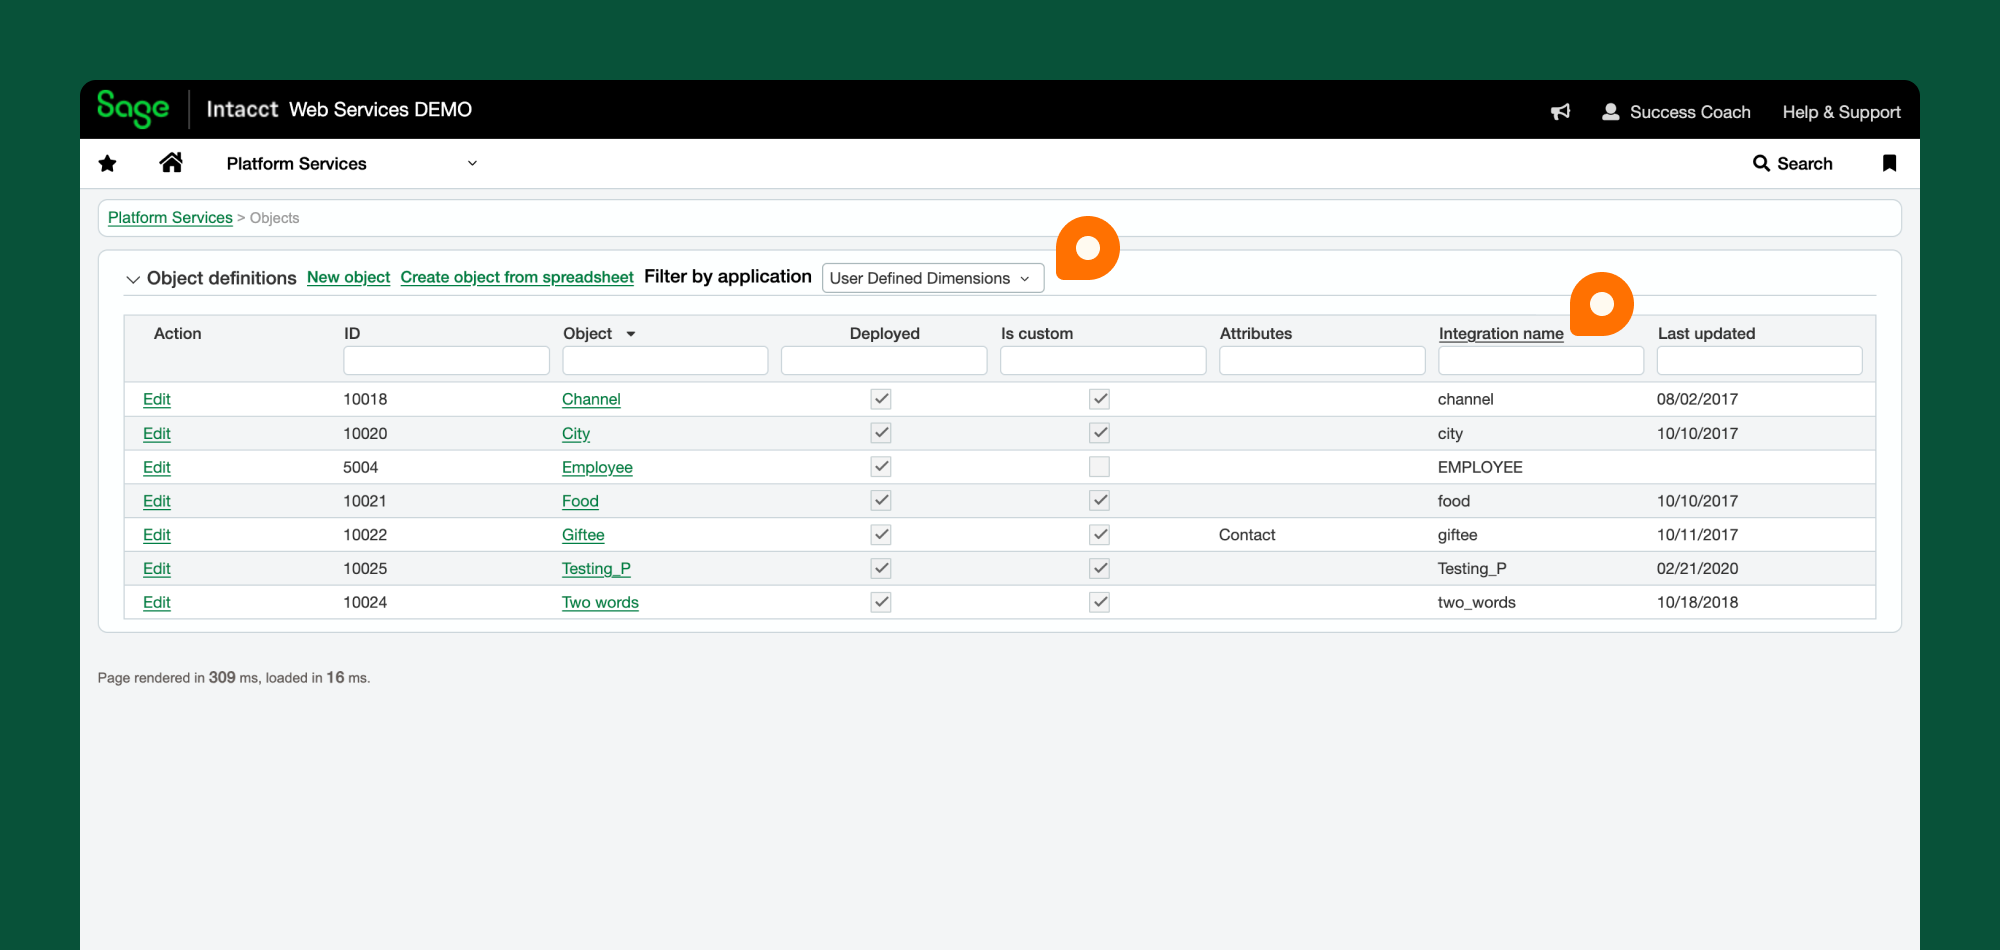 Sage Intacct Web Services DEMO Success Coach Help & Support
Platform Services Search
Platform Services > Objects
Object definitions New object Create object from spreadsheet Filter by application User Defined Dimensions
Action ID Object Deployed Is custom Attributes Integration name Last updated
Edit 10018 Channel channel 08/02/2017
Edit 10020 City city 10/10/2017
Edit 5004 Employee EMPLOYEE
Edit 10021 Food food 10/10/2017
Edit 10022 Giftee Contact giftee 10/11/2017
Edit 10025 Testing_P Testing_P 02/21/2020
Edit 10024 Two words two_words 10/18/2018
Page rendered in 309 ms, loaded in 16 ms.